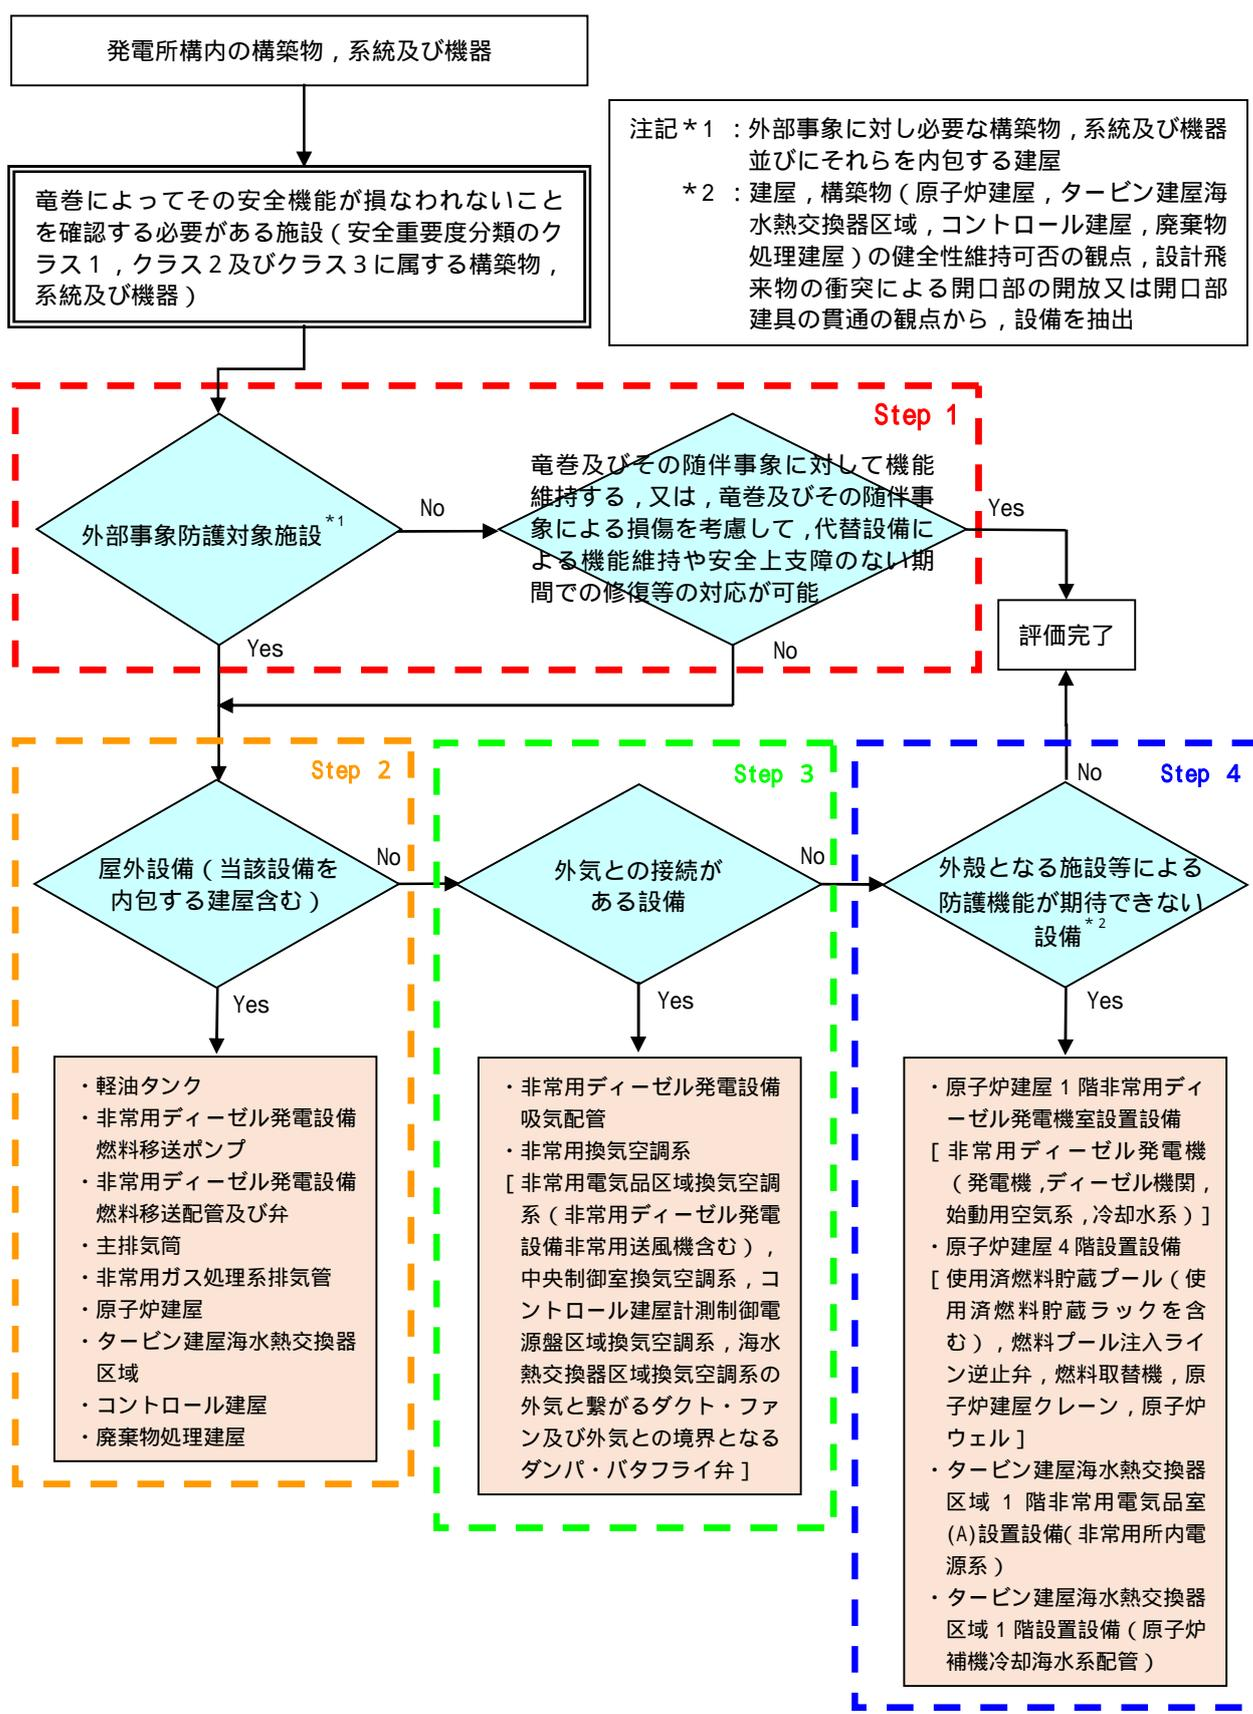 発電所構内の構築物，系統及び機器
注記＊1：外部事象に対し必要な構築物，系統及び機器
並びにそれらを内包する建屋
＊2：建屋，構築物（原子炉建屋，タービン建屋海
水熱交換器区域，コントロール建屋，廃棄物
処理建屋）の健全性維持可否の観点，設計飛
来物の衝突による開口部の開放又は開口部
建具の貫通の観点から，設備を抽出
竜巻によってその安全機能が損なわれないこと
を確認する必要がある施設（安全重要度分類のク
ラス1，クラス2及びクラス3に属する構築物，
系統及び機器）
Step 1
外部事象防護対象施設*1
No
竜巻及びその随伴事象に対して機能
維持する，又は，竜巻及びその随伴事
象による損傷を考慮して，代替設備に
よる機能維持や安全上支障のない期
間での修復等の対応が可能
Yes
評価完了
Yes
No
Step 2
屋外設備（当該設備を
内包する建屋含む）
No
Yes
・軽油タンク
・非常用ディーゼル発電設備
燃料移送ポンプ
・非常用ディーゼル発電設備
燃料移送配管及び弁
・主排気筒
・非常用ガス処理系排気管
・原子炉建屋
・タービン建屋海水熱交換器
区域
・コントロール建屋
・廃棄物処理建屋
Step 3
外気との接続が
ある設備
No
Yes
・非常用ディーゼル発電設備
吸気配管
・非常用換気空調系
[非常用電気品区域換気空調
系（非常用ディーゼル発電
設備非常用送風機含む），
中央制御室換気空調系，コ
ントロール建屋計測制御電
源盤区域換気空調系，海水
熱交換器区域換気空調系の
外気と繋がるダクト・ファ
ン及び外気との境界となる
ダンパ・バタフライ弁]
No
Step 4
外殻となる施設等による
防護機能が期待できない
設備*2
Yes
・原子炉建屋1階非常用ディ
ーゼル発電機室設置設備
[非常用ディーゼル発電機
（発電機，ディーゼル機関，
始動用空気系，冷却水系）]
・原子炉建屋4階設置設備
[使用済燃料貯蔵プール（使
用済燃料貯蔵ラックを含
む），燃料プール注入ライ
ン逆止弁，燃料取替機，原
子炉建屋クレーン，原子炉
ウェル]
・タービン建屋海水熱交換器
区域1階非常用電気品室
(A)設置設備（非常用所内電
源系）
・タービン建屋海水熱交換器
区域1階設置設備（原子炉
補機冷却海水系配管）